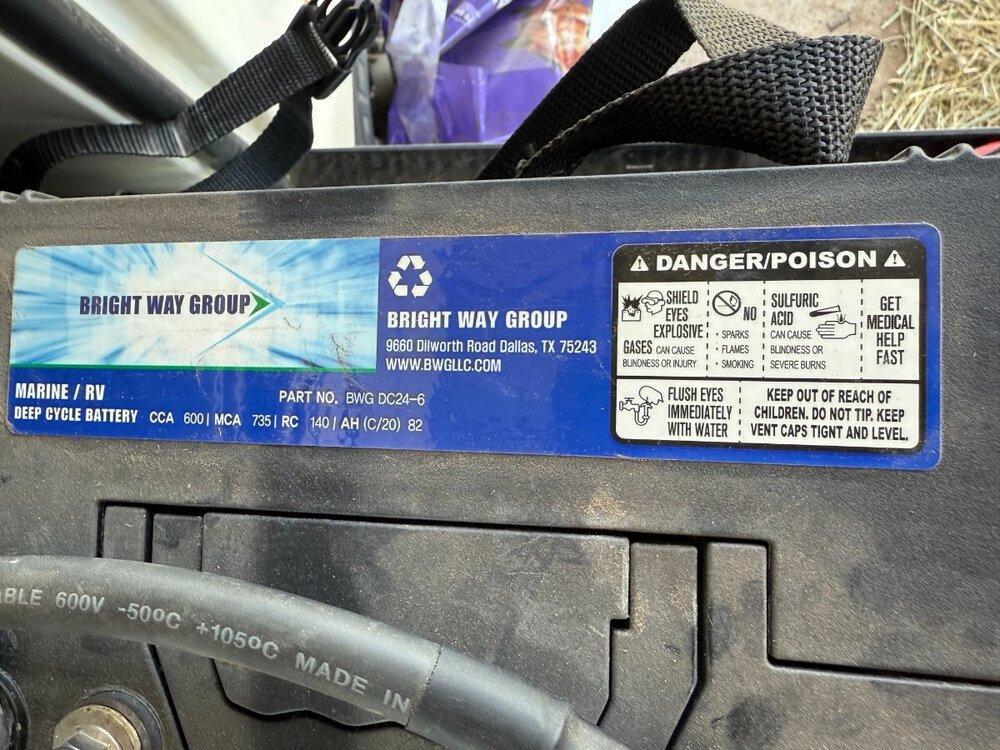 BRIGHT WAY GROUP
MARINE / RV
DEEP CYCLE BATTERY CCA 600 | MCA 735 | RC 140 / AH (C/20) 82
PART NO. BWG DC24-6
BRIGHT WAY GROUP
9660 Dilworth Road Dallas, TX 75243
WWW.BWGLLC.COM
DANGER/POISON
SHIELD
EYES
EXPLOSIVE
GASES CAN CAUSE
BLINDNESS OR INJURY
NO
• SPARKS
• FLAMES
• SMOKING
SULFURIC
ACID
CAN CAUSE
BLINDNESS OR
SEVERE BURNS
GET
MEDICAL
HELP
FAST
FLUSH EYES
IMMEDIATELY
WITH WATER
KEEP OUT OF REACH OF
CHILDREN. DO NOT TIP. KEEP
VENT CAPS TIGNT AND LEVEL.
BLE 600V -50ºC +105ºC MADE IN